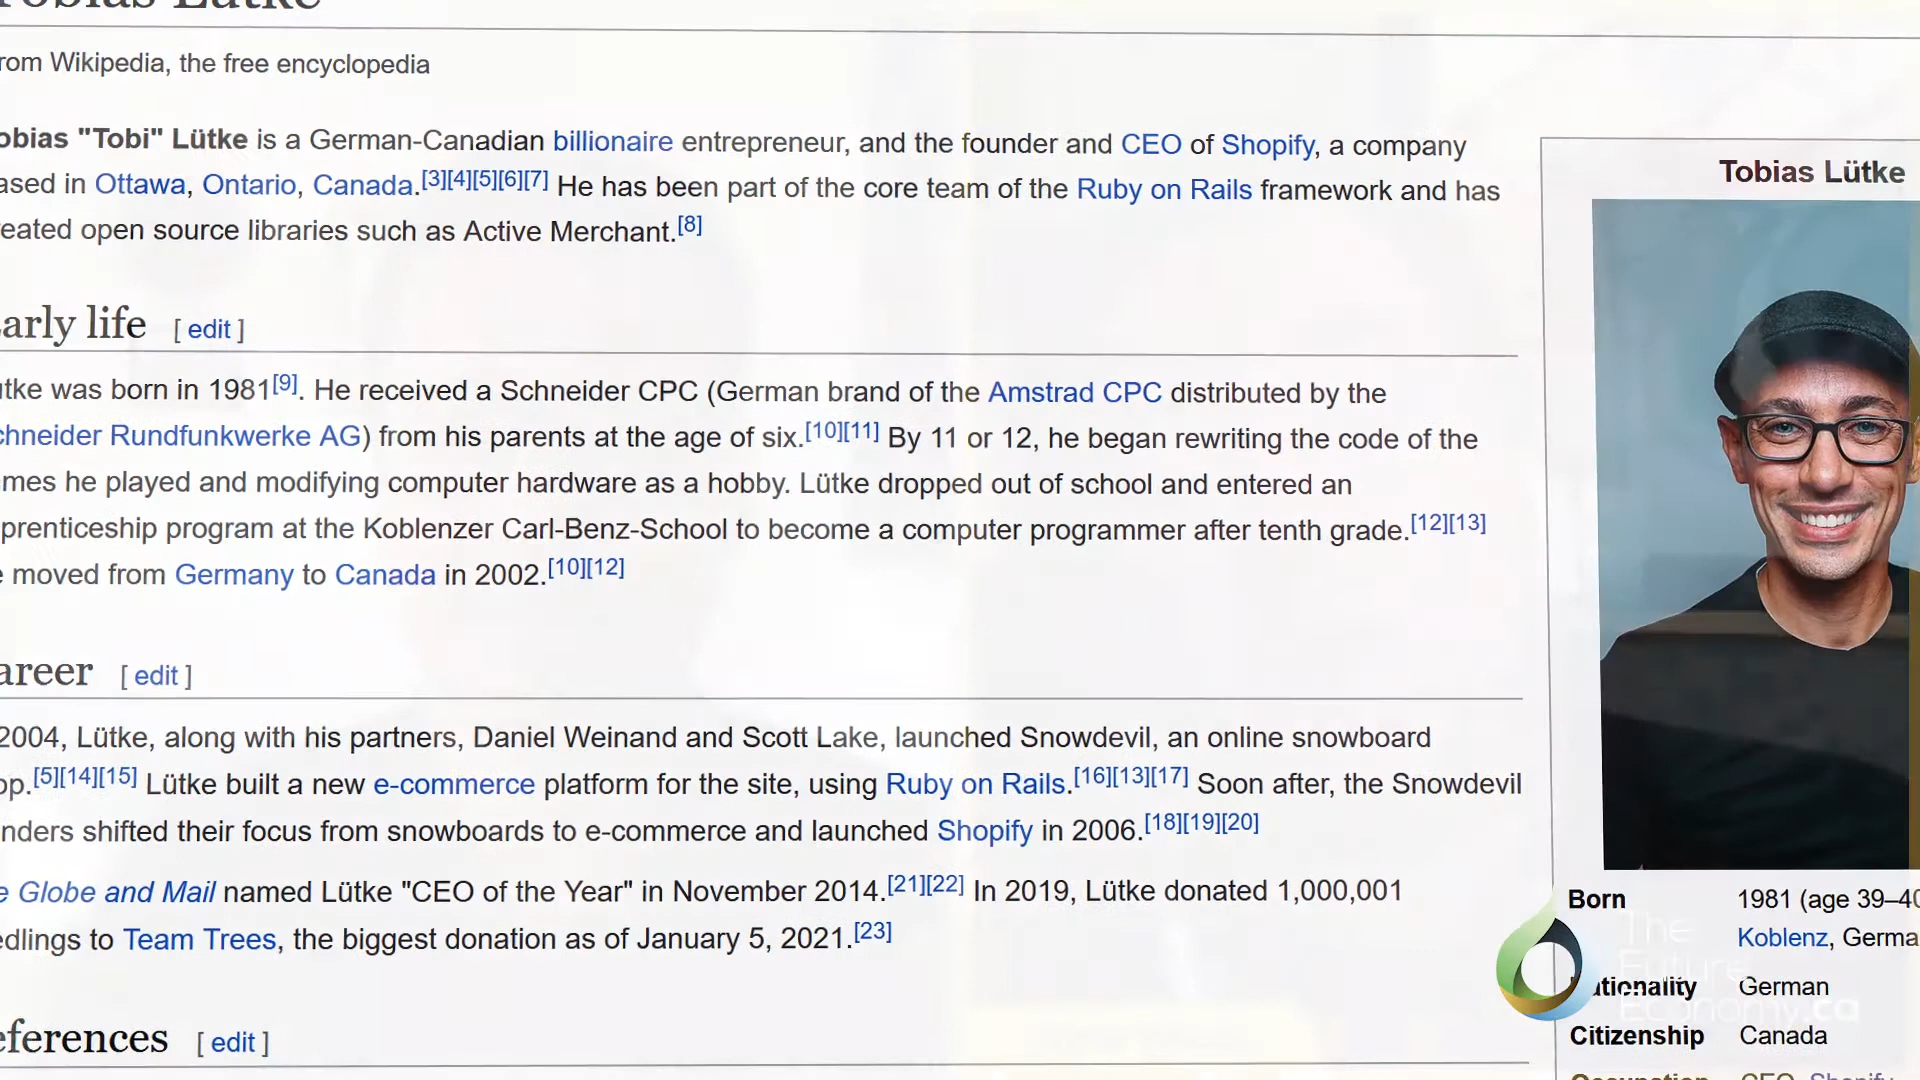 obias Lütke
rom Wikipedia, the free encyclopedia
obias "Tobi" Lütke is a German-Canadian billionaire entrepreneur, and the founder and CEO of Shopify, a company
ased in Ottawa, Ontario, Canada.[3][4][5][6][7] He has been part of the core team of the Ruby on Rails framework and has
eated open source libraries such as Active Merchant.[8]
arly life [ edit ]
tke was born in 1981[9]. He received a Schneider CPC (German brand of the Amstrad CPC distributed by the
chneider Rundfunkwerke AG) from his parents at the age of six.[10][11] By 11 or 12, he began rewriting the code of the
mes he played and modifying computer hardware as a hobby. Lütke dropped out of school and entered an
prenticeship program at the Koblenzer Carl-Benz-School to become a computer programmer after tenth grade.[12][13]
e moved from Germany to Canada in 2002.[10][12]
areer [ edit ]
2004, Lütke, along with his partners, Daniel Weinand and Scott Lake, launched Snowdevil, an online snowboard
op.[5][14][15] Lütke built a new e-commerce platform for the site, using Ruby on Rails.[16][13][17] Soon after, the Snowdevil
nders shifted their focus from snowboards to e-commerce and launched Shopify in 2006.[18][19][20]
e Globe and Mail named Lütke "CEO of the Year" in November 2014.[21][22] In 2019, Lütke donated 1,000,001
edlings to Team Trees, the biggest donation as of January 5, 2021.[23]
eferences [ edit ]
Tobias Lütke
Born 1981 (age 39–40
Koblenz, Germa
ationality German
Citizenship Canada
Occupation CEO, Shopify
The
Future
Economy.ca